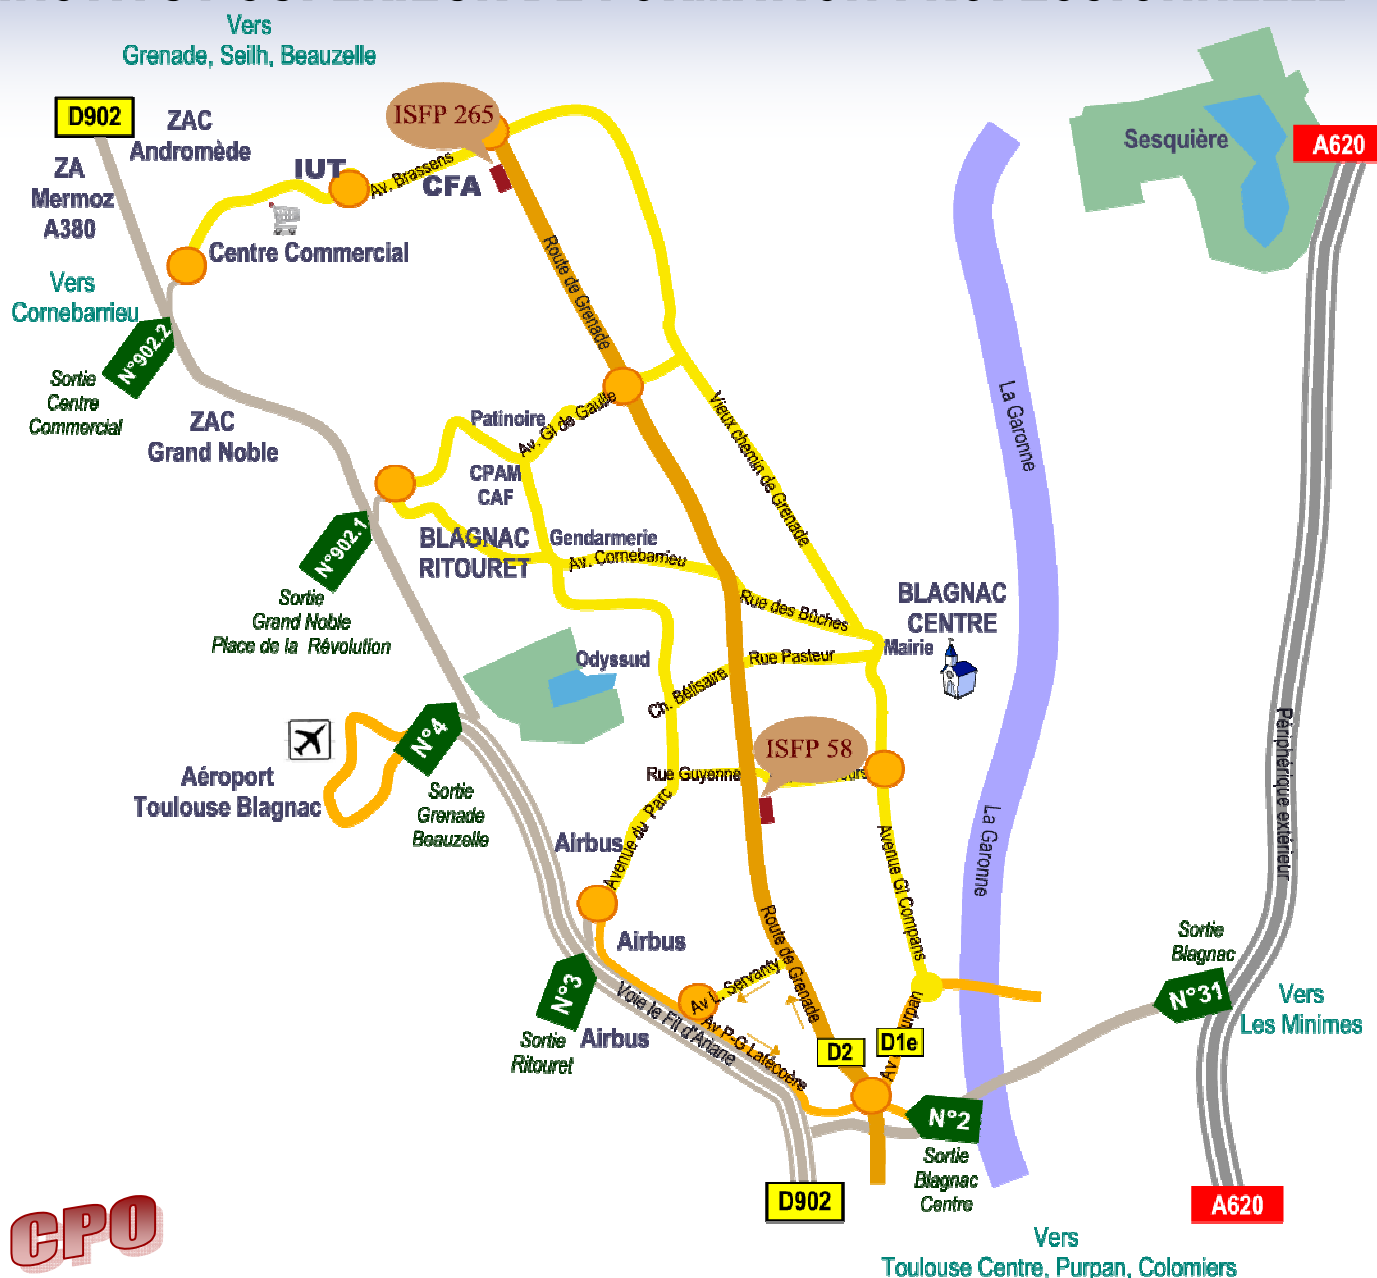 Vers
Grenade, Seilh, Beauzelle
D902
ZAC
Andromède
ISFP 265
ZA
Mermoz
A380
IUT
Av. Brassens
CFA
Sesquière
A620
Centre Commercial
Route de Grenade
Vers
Cornebarrieu
N°902.2
Sortie
Centre
Commercial
ZAC
Grand Noble
Patinoire
Av. Gl de Gaulle
Vieux chemin de Grenade
La Garonne
CPAM
CAF
N°902.1
BLAGNAC
RITOURET
Gendarmerie
Av. Cornebarrieu
Sortie
Grand Noble
Place de la Révolution
Rue des Bûches
BLAGNAC
CENTRE
Mairie
Odyssud
Rue Pasteur
Ch. Bélisaire
N°4
ISFP 58
Aéroport
Toulouse Blagnac
Rue Guyenne
Sortie
Grenade
Beauzelle
Périphérique extérieur
Airbus
Avenue du Parc
Avenue Gl Compans
La Garonne
Airbus
Route de Grenade
Sortie
Blagnac
N°31
Vers
Les Minimes
Av L. Servanty
N°3
Voie le Fil d'Ariane
Av P-G Latécoère
Airbus
Sortie
Ritouret
D2
D1e
Av Purpan
N°2
Sortie
Blagnac
Centre
D902
A620
CPO
Vers
Toulouse Centre, Purpan, Colomiers